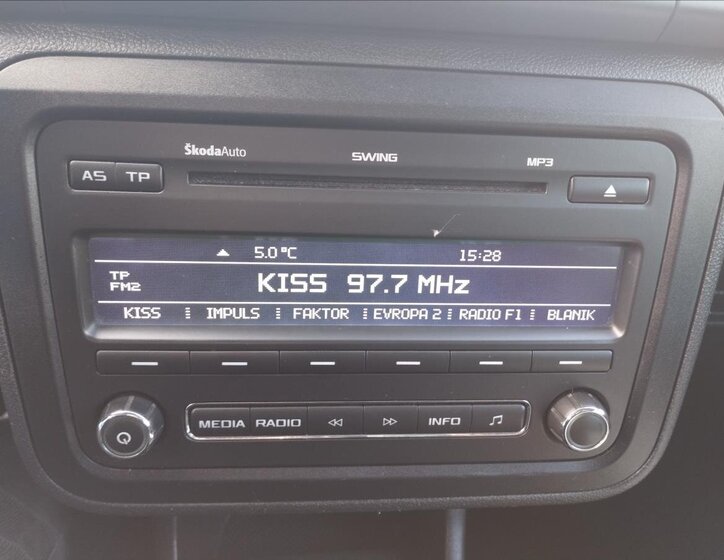 ŠkodaAuto SWING MP3
AS TP
5.0 °C 15:28
TP
FM2
KISS 97.7 MHz
KISS IMPULS FAKTOR EVROPA 2 RADIO F1 BLANIK
MEDIA RADIO INFO